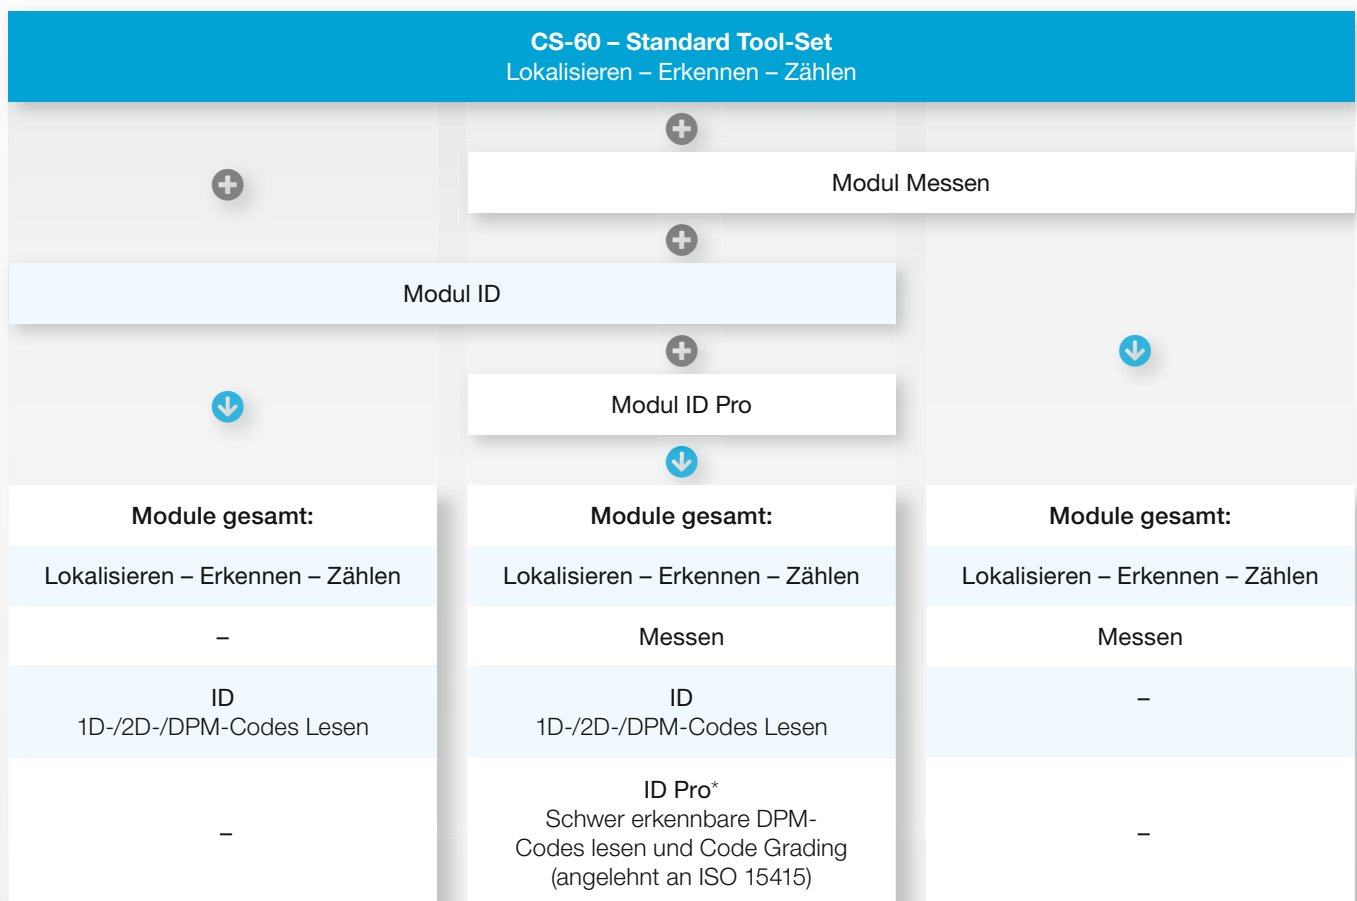 CS-60 – Standard Tool-Set
Lokalisieren – Erkennen – Zählen
Modul Messen
Modul ID
Modul ID Pro
Module gesamt:
Lokalisieren – Erkennen – Zählen
–
ID
1D-/2D-/DPM-Codes Lesen
–
Module gesamt:
Lokalisieren – Erkennen – Zählen
Messen
ID
1D-/2D-/DPM-Codes Lesen
ID Pro*
Schwer erkennbare DPM-
Codes lesen und Code Grading
(angelehnt an ISO 15415)
Module gesamt:
Lokalisieren – Erkennen – Zählen
Messen
–
–